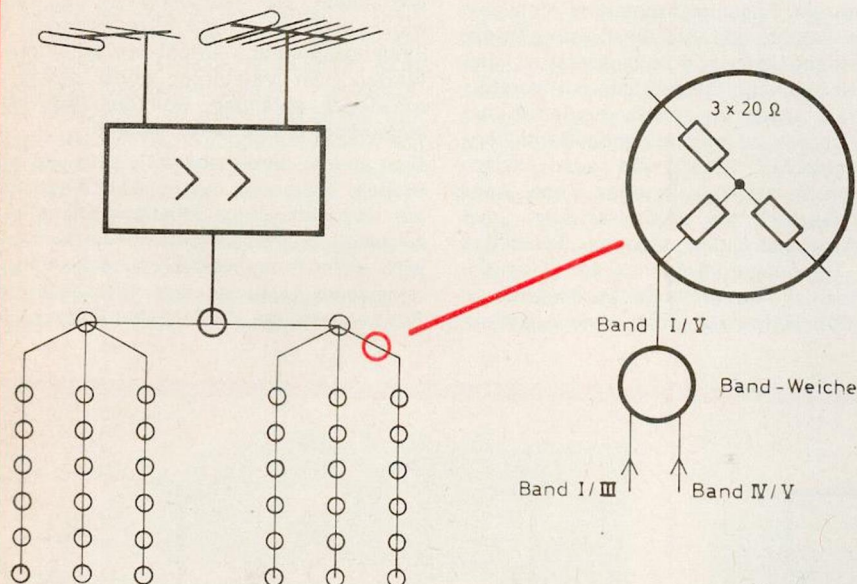 3 x 20 Ω
Band I/V
Band-Weiche
Band I/III
Band IV/V